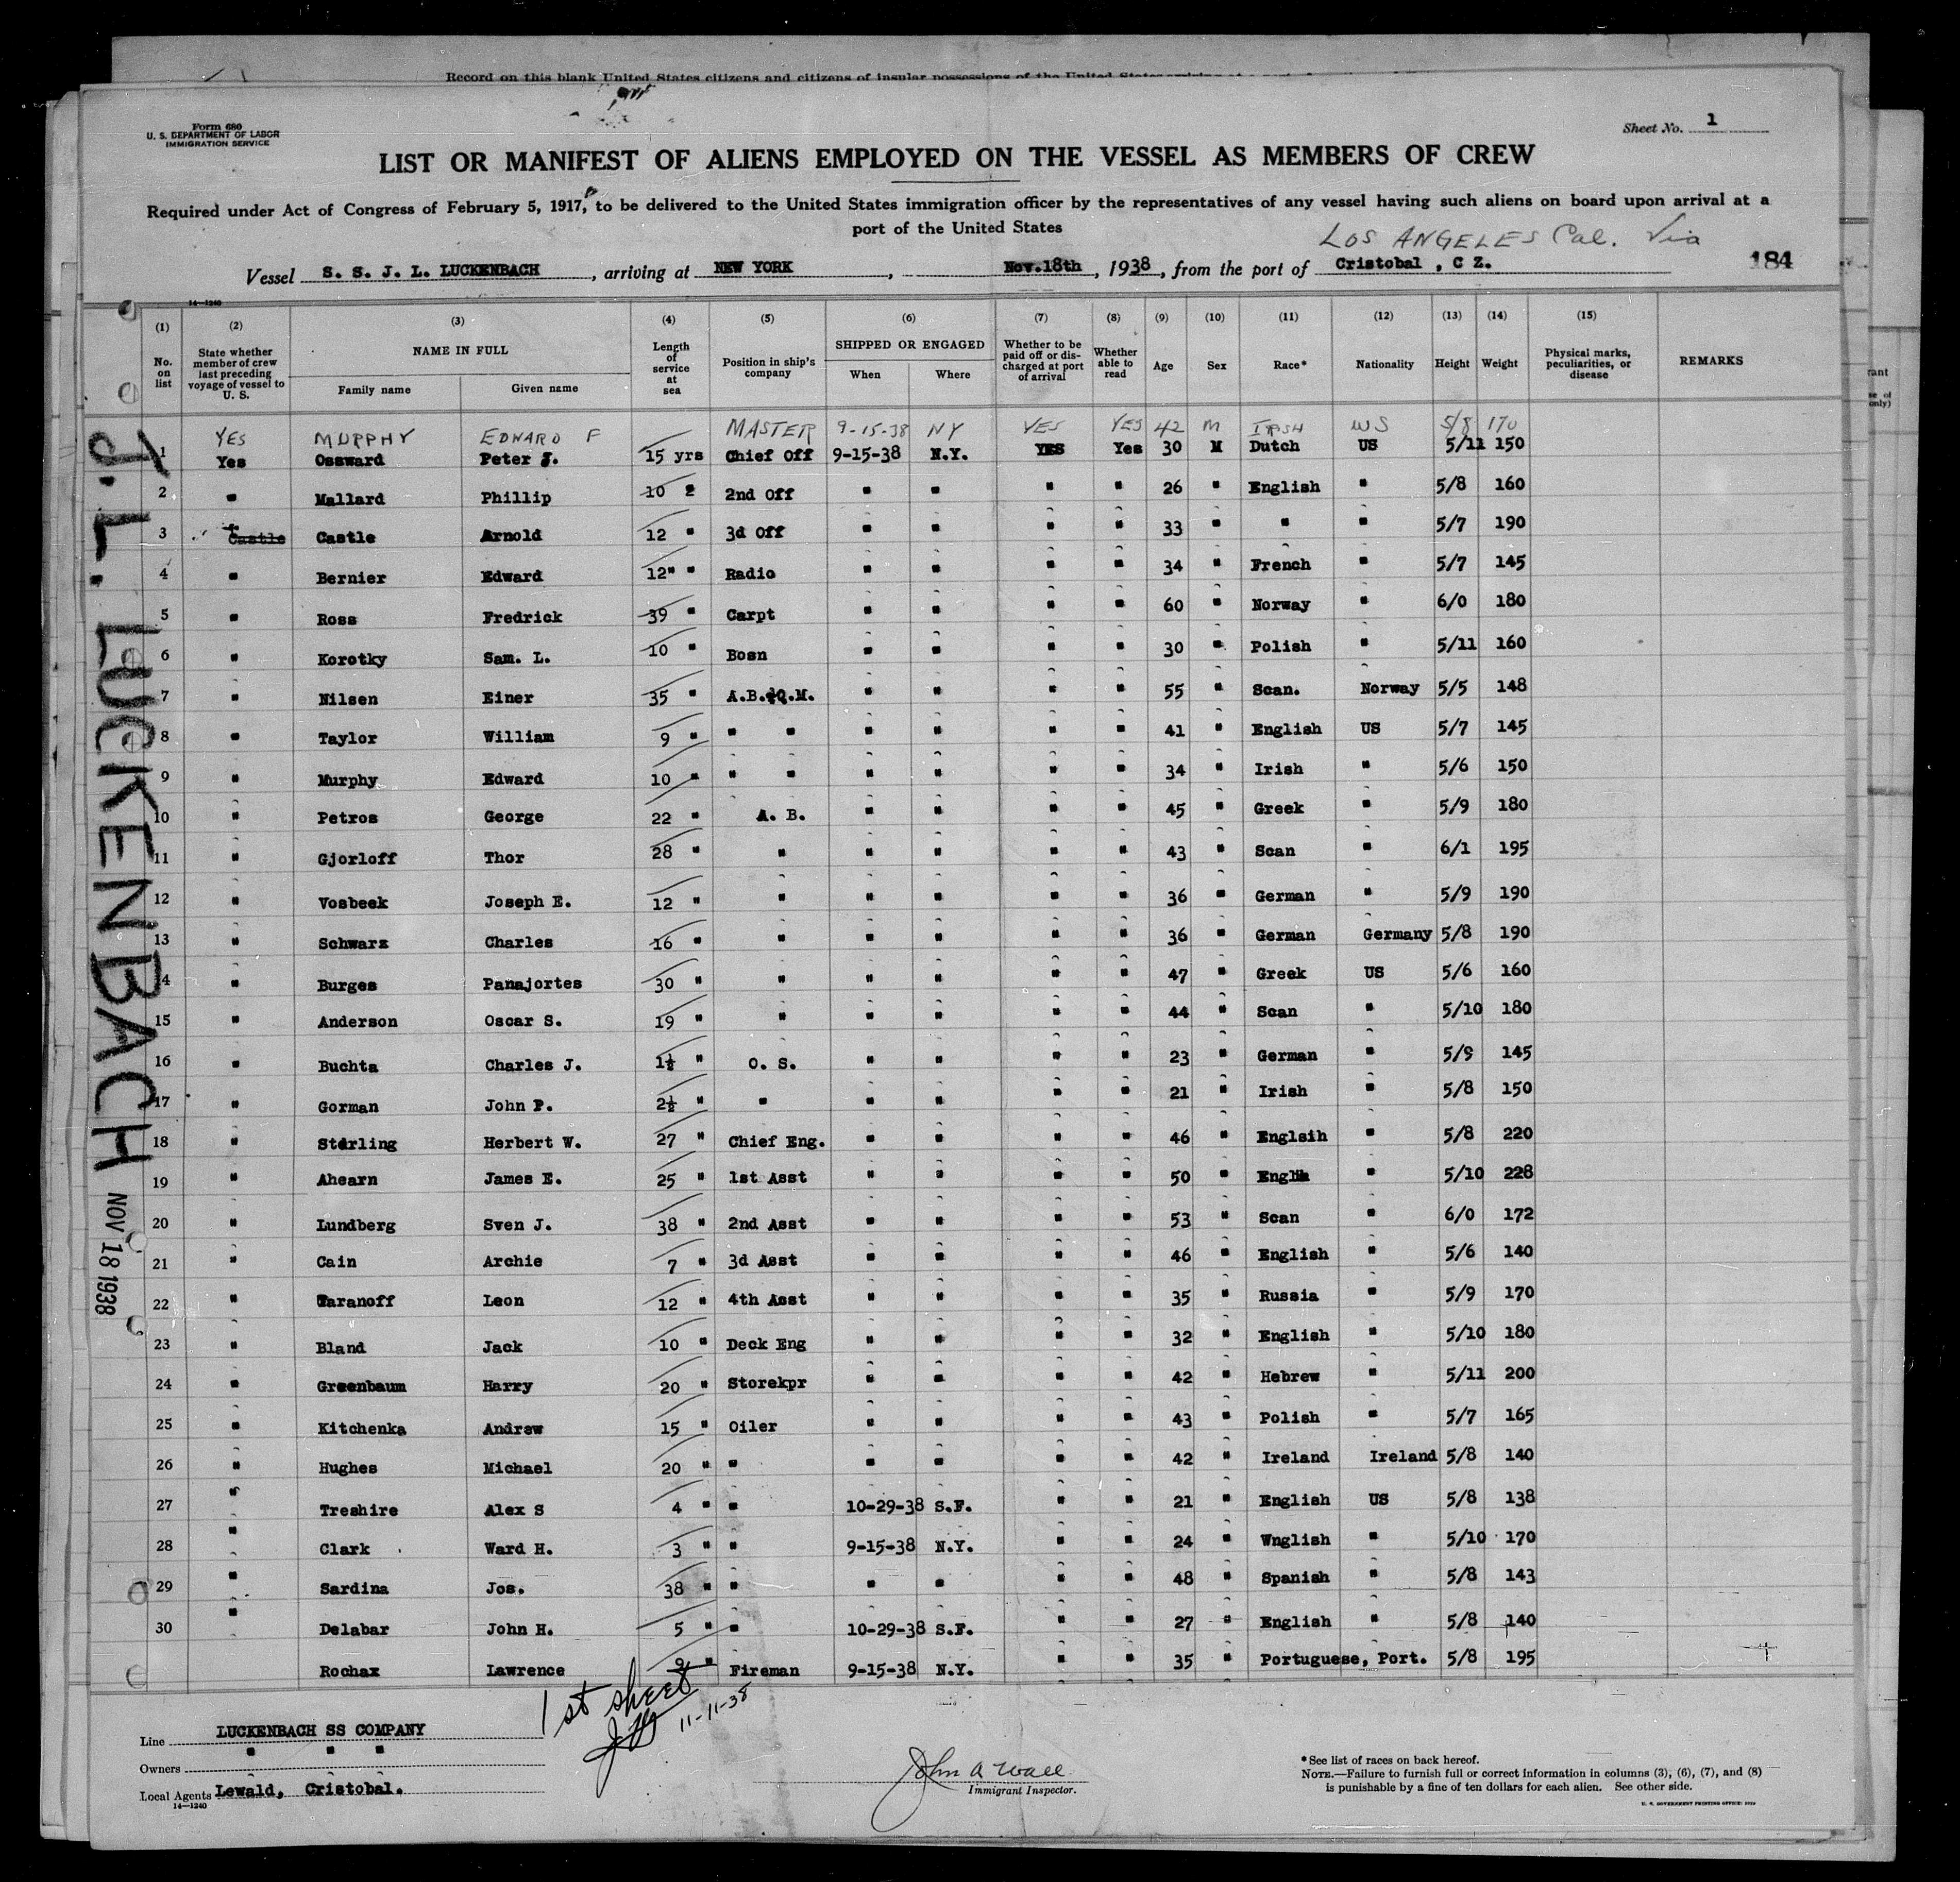 Record on this blank United States citizens and citizens of insular possessions of the United States
Form 680
U. S. DEPARTMENT OF LABOR
IMMIGRATION SERVICE
Sheet No. 1
LIST OR MANIFEST OF ALIENS EMPLOYED ON THE VESSEL AS MEMBERS OF CREW
Required under Act of Congress of February 5, 1917, to be delivered to the United States immigration officer by the representatives of any vessel having such aliens on board upon arrival at a
port of the United States
LOS ANGELES Cal. Via
Vessel S. S. J. L. LUCKENBACH, arriving at NEW YORK, Nov.18th, 1938, from the port of Cristobal , C Z.
184
14—1240
(1) (2) (3) (4) (5) (6) (7) (8) (9) (10) (11) (12) (13) (14) (15)
No. on list State whether member of crew last preceding voyage of vessel to U. S. NAME IN FULL Family name Given name Length of service at sea Position in ship's company SHIPPED OR ENGAGED When Where Whether to be paid off or discharged at port of arrival Whether able to read Age Sex Race* Nationality Height Weight Physical marks, peculiarities, or disease REMARKS
YES MURPHY EDWARD F MASTER 9-15-38 NY YES YES 42 M IRISH US 5/8 170
1 Yes Ossward Peter J. 15 yrs Chief Off 9-15-38 N.Y. YES Yes 30 M Dutch US 5/11 150
2 " Mallard Phillip 10 " 2nd Off " " " " 26 " English " 5/8 160
3 Castle Castle Arnold 12 " 3d Off " " " " 33 " " " 5/7 190
4 " Bernier Edward 12" " Radio " " " " 34 " French " 5/7 145
5 " Ross Fredrick 39 " Carpt " " " " 60 " Norway " 6/0 180
6 " Korotky Sam. L. 10 " Bosn " " " " 30 " Polish " 5/11 160
7 " Nilsen Einer 35 " A.B.&Q.M. " " " " 55 " Scan. Norway 5/5 148
8 " Taylor William 9 " " " " " " " 41 " English US 5/7 145
9 " Murphy Edward 10 " " " " " " " 34 " Irish " 5/6 150
10 " Petros George 22 " A. B. " " " " 45 " Greek " 5/9 180
11 " Gjorloff Thor 28 " " " " " " 43 " Scan " 6/1 195
12 " Vosbeek Joseph E. 12 " " " " " " 36 " German " 5/9 190
13 " Schwarz Charles 16 " " " " " " 36 " German Germany 5/8 190
14 " Burges Panajortes 30 " " " " " " 47 " Greek US 5/6 160
15 " Anderson Oscar S. 19 " " " " " " 44 " Scan " 5/10 180
16 " Buchta Charles J. 1½ " O. S. " " " " 23 " German " 5/9 145
17 " Gorman John P. 2½ " " " " " " 21 " Irish " 5/8 150
18 " Sterling Herbert W. 27 " Chief Eng. " " " " 46 " Englsih " 5/8 220
19 " Ahearn James E. 25 " 1st Asst " " " " 50 " " 5/10 228
20 " Lundberg Sven J. 38 " 2nd Asst " " " " 53 " Scan " 6/0 172
21 " Cain Archie 7 " 3d Asst " " " " 46 " English " 5/6 140
22 " Taranoff Leon 12 " 4th Asst " " " " 35 " Russia " 5/9 170
23 " Bland Jack 10 " Deck Eng " " " " 32 " English " 5/10 180
24 " Greenbaum Harry 20 " Storekpr " " " " 42 " Hebrew " 5/11 200
25 " Kitchenka Andrew 15 " Oiler " " " " 43 " Polish " 5/7 165
26 " Hughes Michael 20 " " " " " " 42 " Ireland Ireland 5/8 140
27 " Treshire Alex S 4 " " 10-29-38 S.F. " " 21 " English US 5/8 138
28 " Clark Ward H. 3 " " 9-15-38 N.Y. " " 24 " Wnglish " 5/10 170
29 " Sardina Jos. 38 " " " " " " 48 " Spanish " 5/8 143
30 " Delabar John H. 5 " " 10-29-38 S.F. " " 27 " English " 5/8 140
Rochax Lawrence 9 " Fireman 9-15-38 N.Y. " " 35 " Portuguese, Port. 5/8 195
J. L. LUCKENBACH
NOV 18 1938
1st sheet
11-11-38
Line LUCKENBACH SS COMPANY
Owners " " "
Local Agents Lewald, Cristobal.
14—1240
John A Wall
Immigrant Inspector.
*See list of races on back hereof.
NOTE.—Failure to furnish full or correct information in columns (3), (6), (7), and (8)
is punishable by a fine of ten dollars for each alien. See other side.